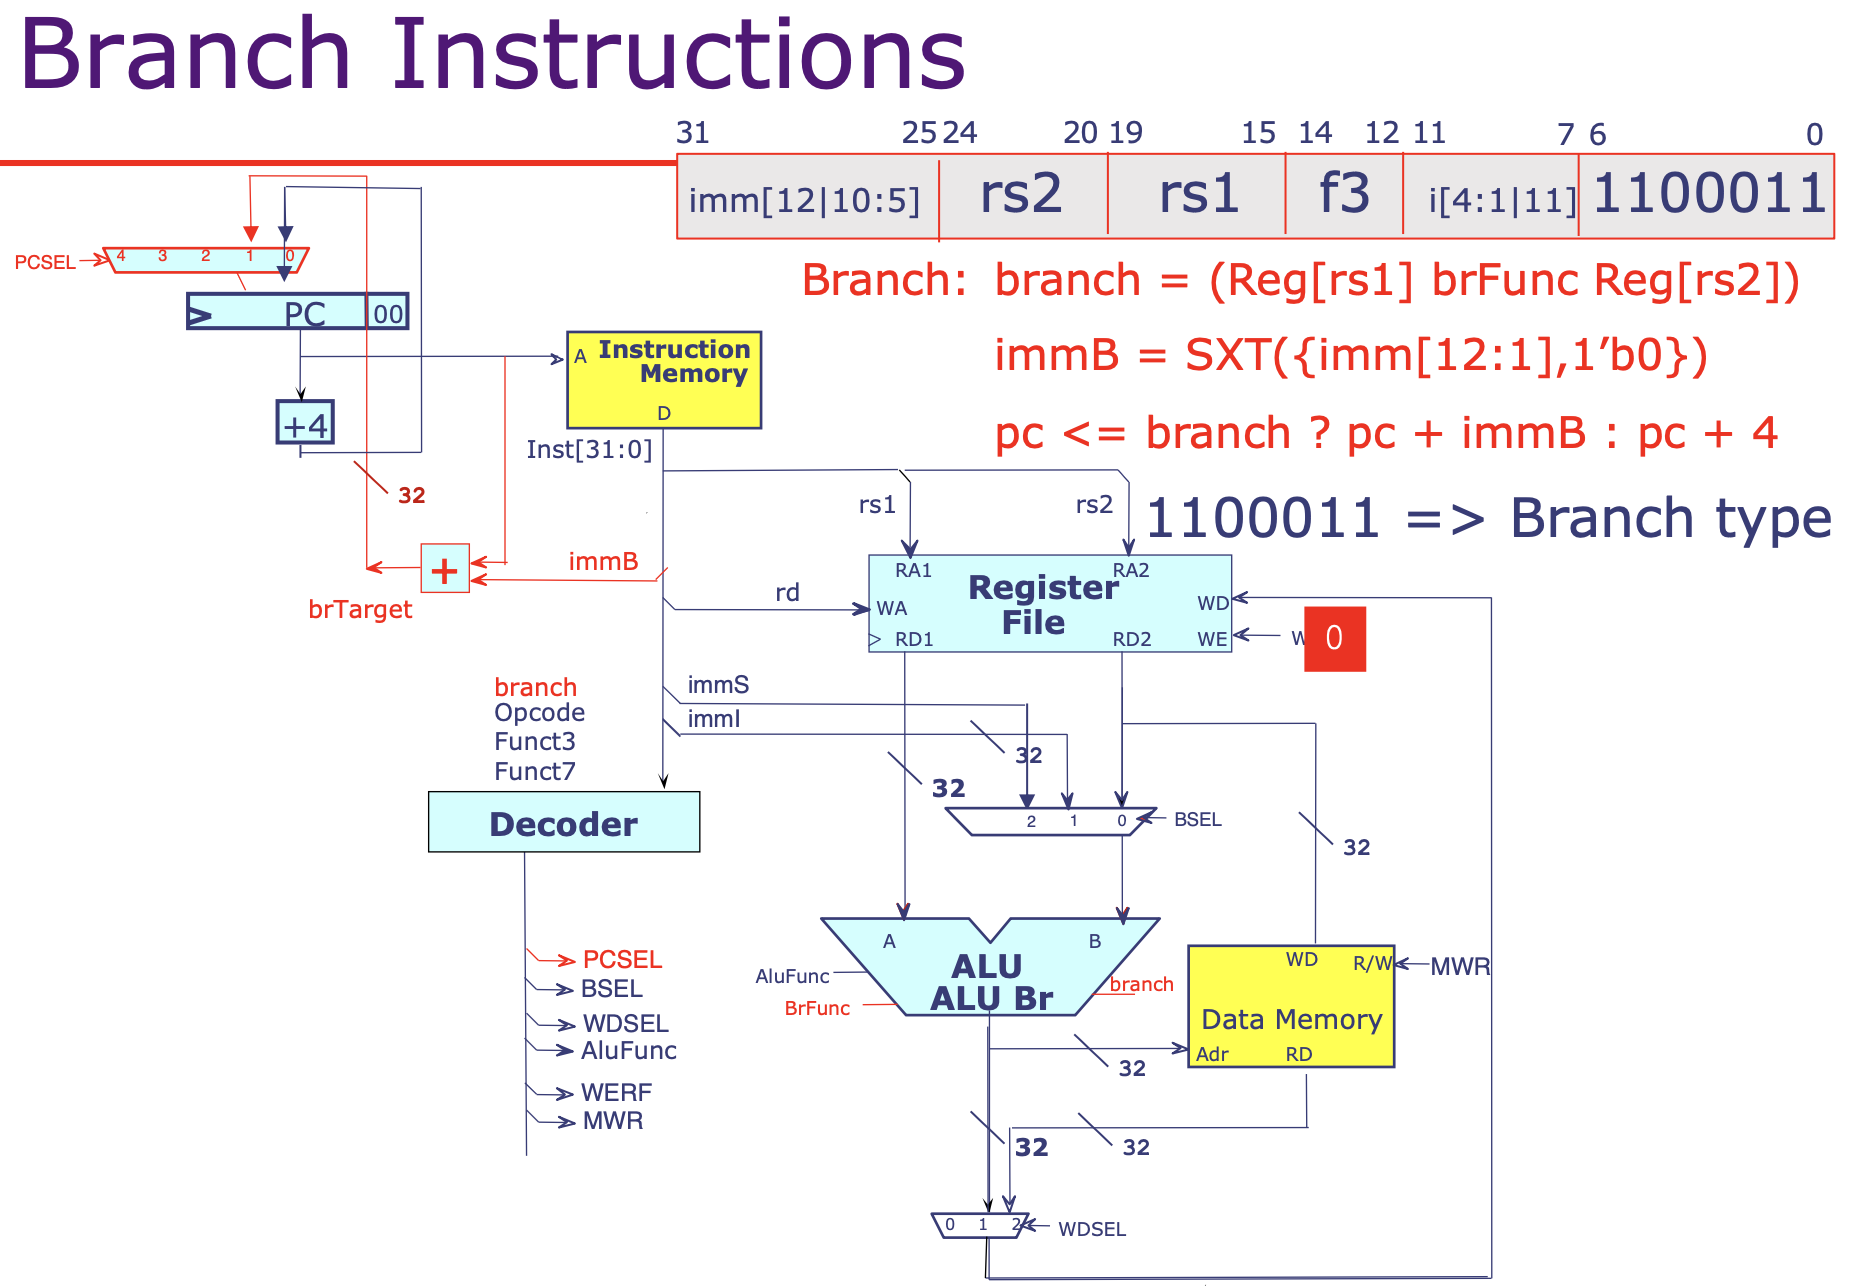 Branch Instructions
31 25 24 20 19 15 14 12 11 7 6 0
imm[12|10:5] rs2 rs1 f3 i[4:1|11] 1100011
Branch: branch = (Reg[rs1] brFunc Reg[rs2])
immB = SXT({imm[12:1],1’b0})
pc <= branch ? pc + immB : pc + 4
1100011 => Branch type
PCSEL
4 3 2 1 0
PC 00
+4
32
A Instruction
Memory
D
Inst[31:0]
rs1
rs2
+
immB
brTarget
rd
RA1 RA2
Register
File
WA
WD
RD1 RD2 WE
0
immS
immI
32
32
branch
Opcode
Funct3
Funct7
Decoder
2 1 0
BSEL
32
PCSEL
BSEL
WDSEL
AluFunc
WERF
MWR
A B
ALU
ALU Br
AluFunc
BrFunc
branch
WD R/W
MWR
Data Memory
Adr RD
32
32
32
0 1 2
WDSEL